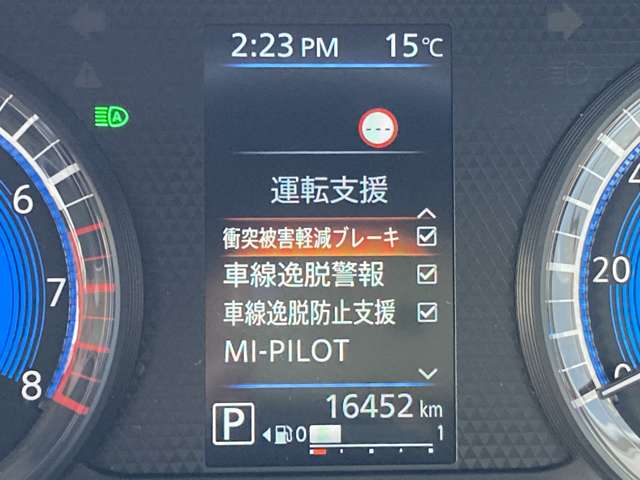 2:23 PM 15℃
---
運転支援
衝突被害軽減ブレーキ
車線逸脱警報
車線逸脱防止支援
MI-PILOT
16452 km
P 0 1
A
6
7
8
20
0